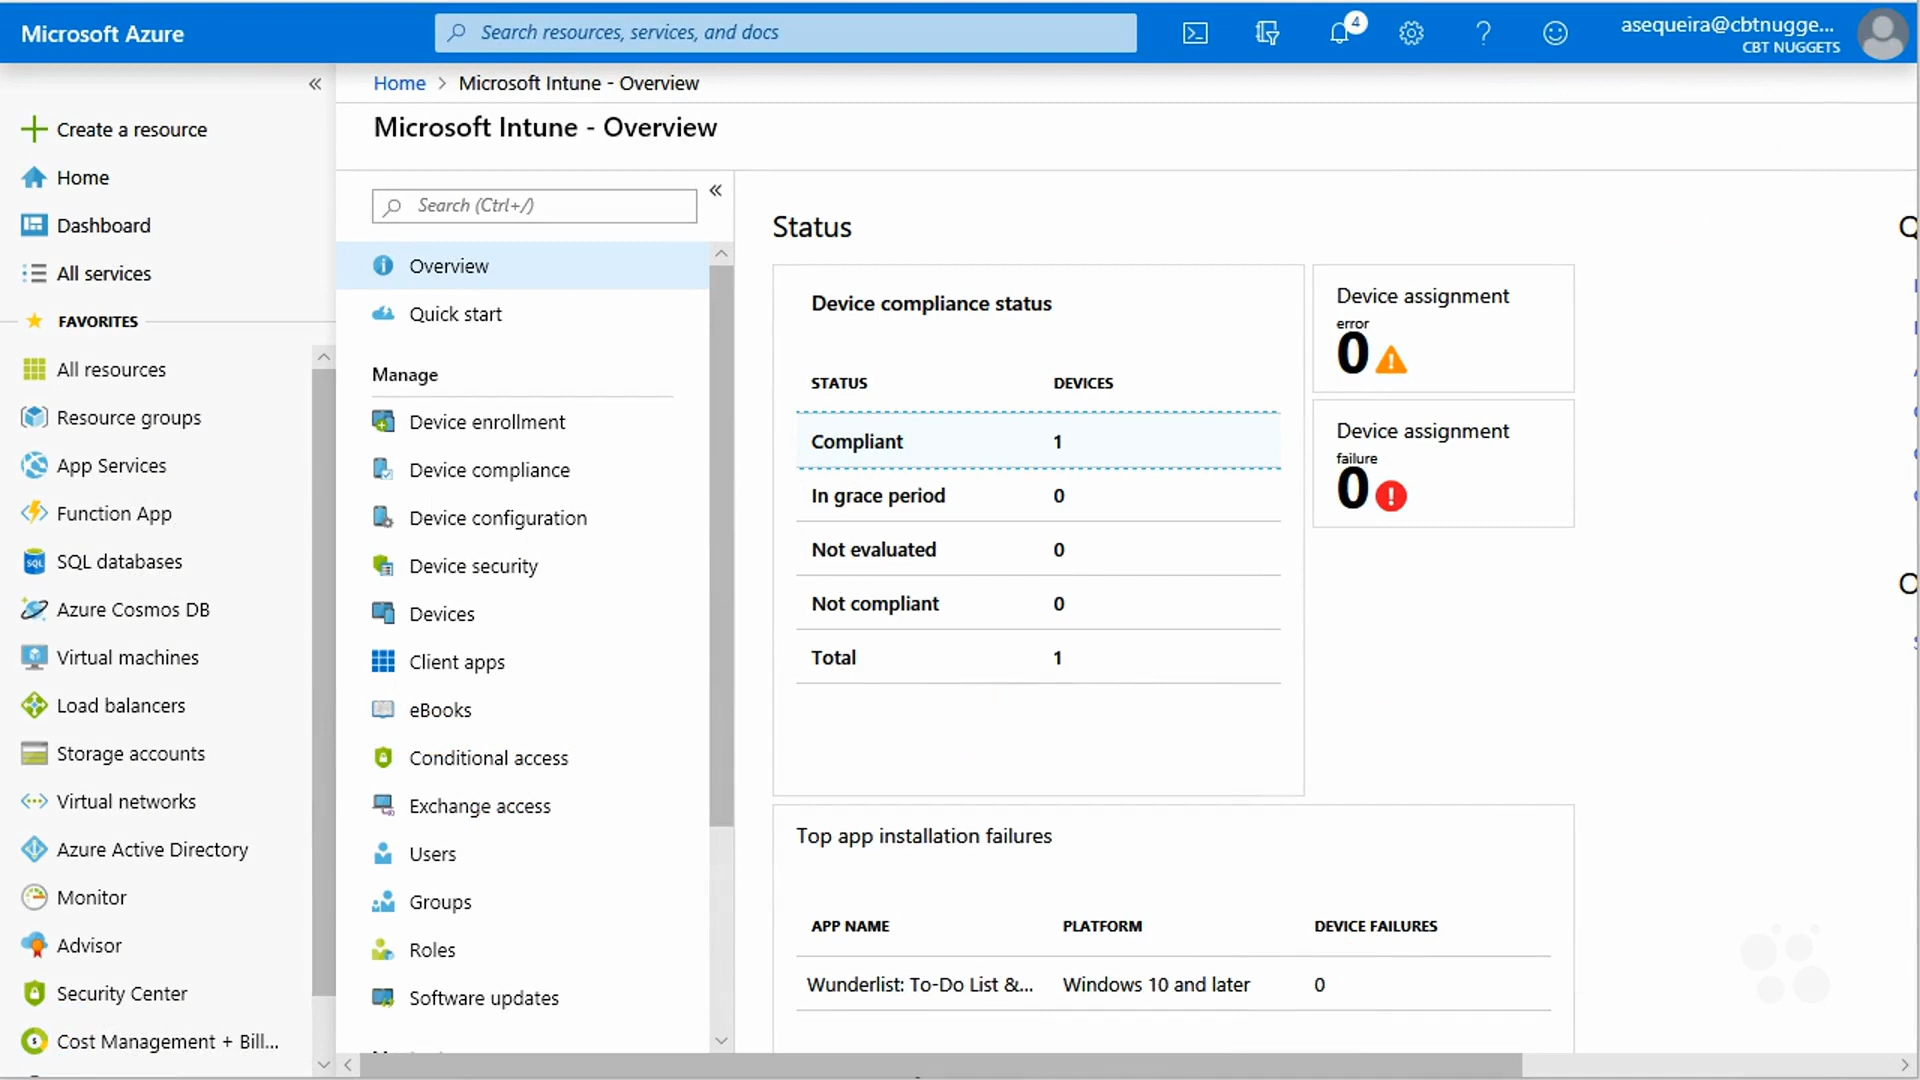 Microsoft Azure
Search resources, services, and docs
4
asequeira@cbtnugge...
CBT NUGGETS
Create a resource
Home
Dashboard
All services
FAVORITES
All resources
Resource groups
App Services
Function App
SQL
SQL databases
Azure Cosmos DB
Virtual machines
Load balancers
Storage accounts
Virtual networks
Azure Active Directory
Monitor
Advisor
Security Center
Cost Management + Bill...
Home > Microsoft Intune - Overview
Microsoft Intune - Overview
Search (Ctrl+/)
Overview
Quick start
Manage
Device enrollment
Device compliance
Device configuration
Device security
Devices
Client apps
eBooks
Conditional access
Exchange access
Users
Groups
Roles
Software updates
Status
Device compliance status
STATUS DEVICES
Compliant 1
In grace period 0
Not evaluated 0
Not compliant 0
Total 1
Device assignment
error
0
Device assignment
failure
0
Top app installation failures
APP NAME PLATFORM DEVICE FAILURES
Wunderlist: To-Do List &... Windows 10 and later 0